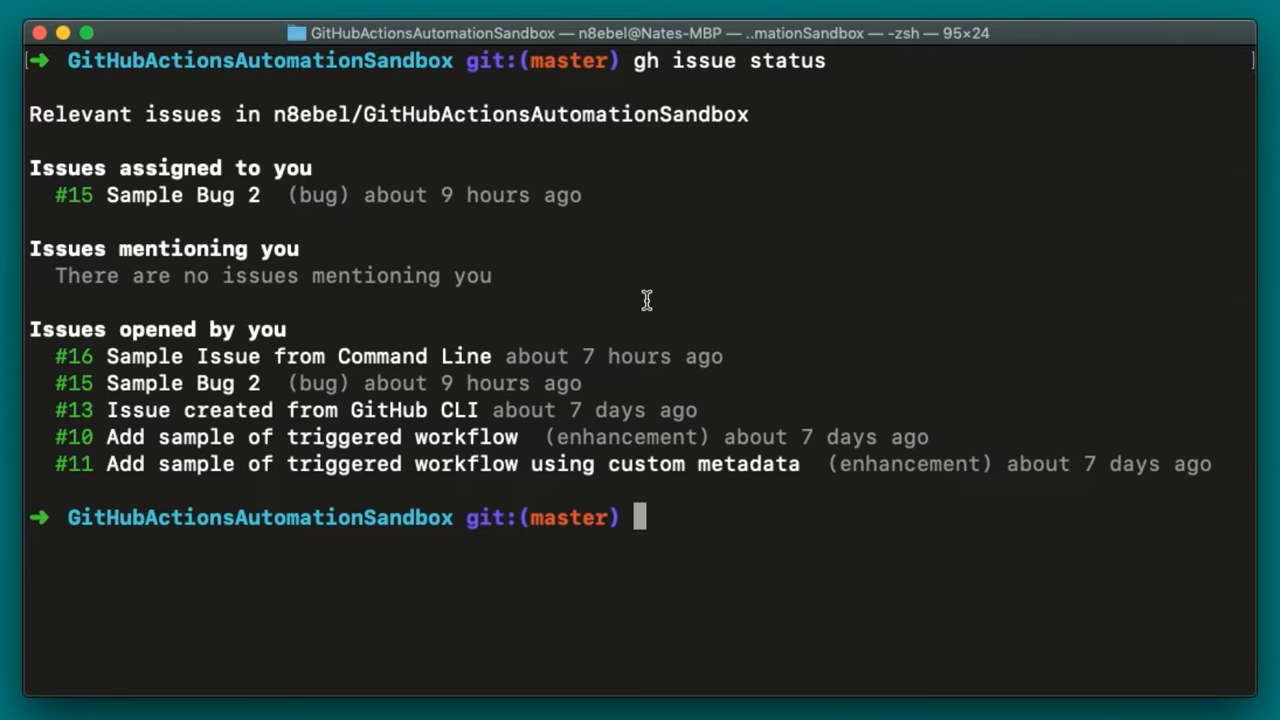 GitHubActionsAutomationSandbox — n8ebel@Nates-MBP — ..mationSandbox — -zsh — 95×24
[➜ GitHubActionsAutomationSandbox git:(master) gh issue status ]
Relevant issues in n8ebel/GitHubActionsAutomationSandbox
Issues assigned to you
#15 Sample Bug 2 (bug) about 9 hours ago
Issues mentioning you
There are no issues mentioning you
Issues opened by you
#16 Sample Issue from Command Line about 7 hours ago
#15 Sample Bug 2 (bug) about 9 hours ago
#13 Issue created from GitHub CLI about 7 days ago
#10 Add sample of triggered workflow (enhancement) about 7 days ago
#11 Add sample of triggered workflow using custom metadata (enhancement) about 7 days ago
➜ GitHubActionsAutomationSandbox git:(master)